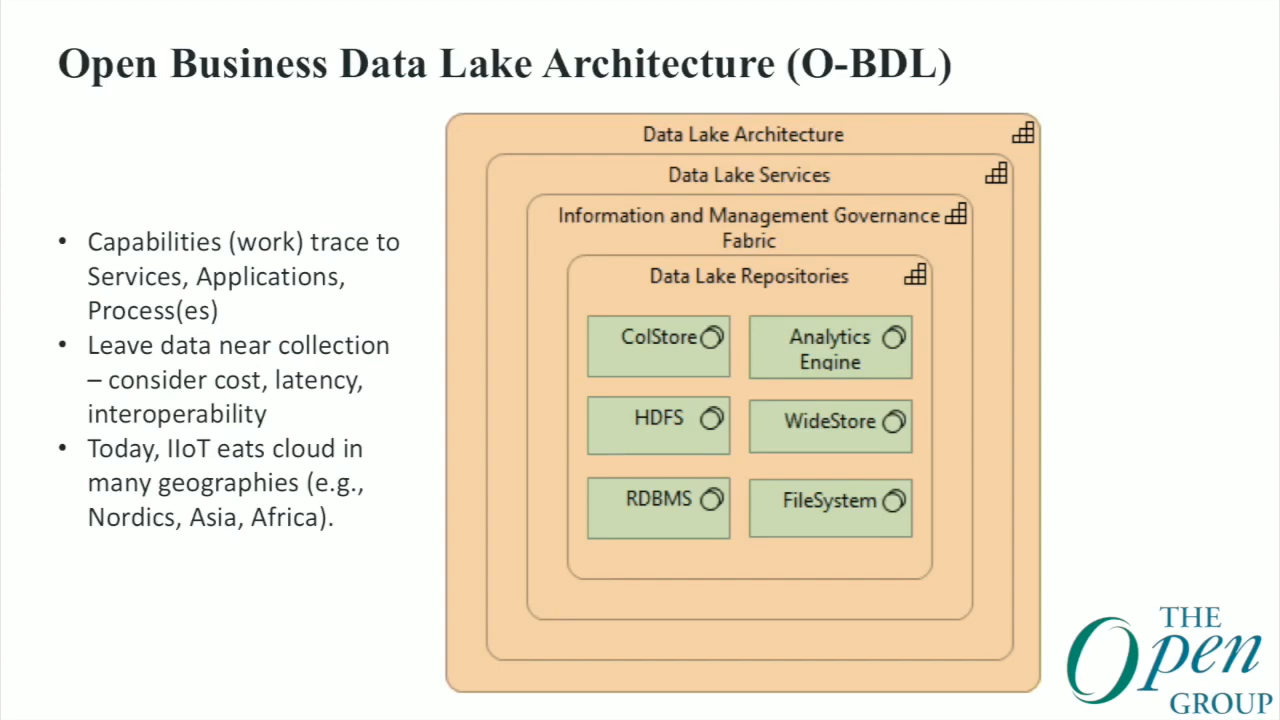 Open Business Data Lake Architecture (O-BDL)
• Capabilities (work) trace to
Services, Applications,
Process(es)
• Leave data near collection
– consider cost, latency,
interoperability
• Today, IIoT eats cloud in
many geographies (e.g.,
Nordics, Asia, Africa).
Data Lake Architecture
Data Lake Services
Information and Management Governance
Fabric
Data Lake Repositories
ColStore
Analytics
Engine
HDFS
WideStore
RDBMS
FileSystem
THE
Open
GROUP